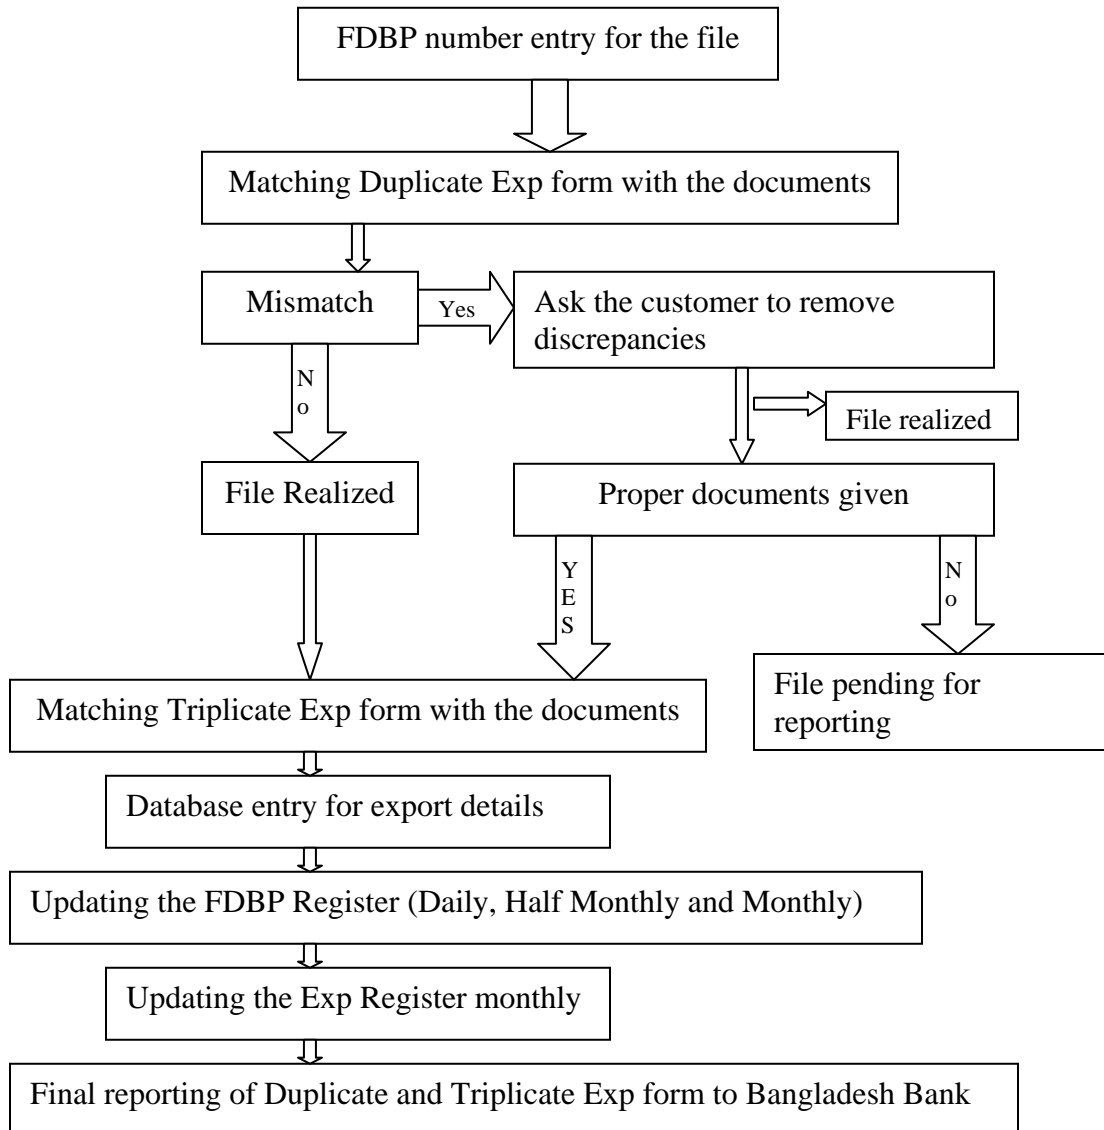 FDBP number entry for the file
Matching Duplicate Exp form with the documents
Mismatch
Yes
Ask the customer to remove
discrepancies
N
o
File realized
File Realized
Proper documents given
Y
E
S
N
o
Matching Triplicate Exp form with the documents
File pending for
reporting
Database entry for export details
Updating the FDBP Register (Daily, Half Monthly and Monthly)
Updating the Exp Register monthly
Final reporting of Duplicate and Triplicate Exp form to Bangladesh Bank